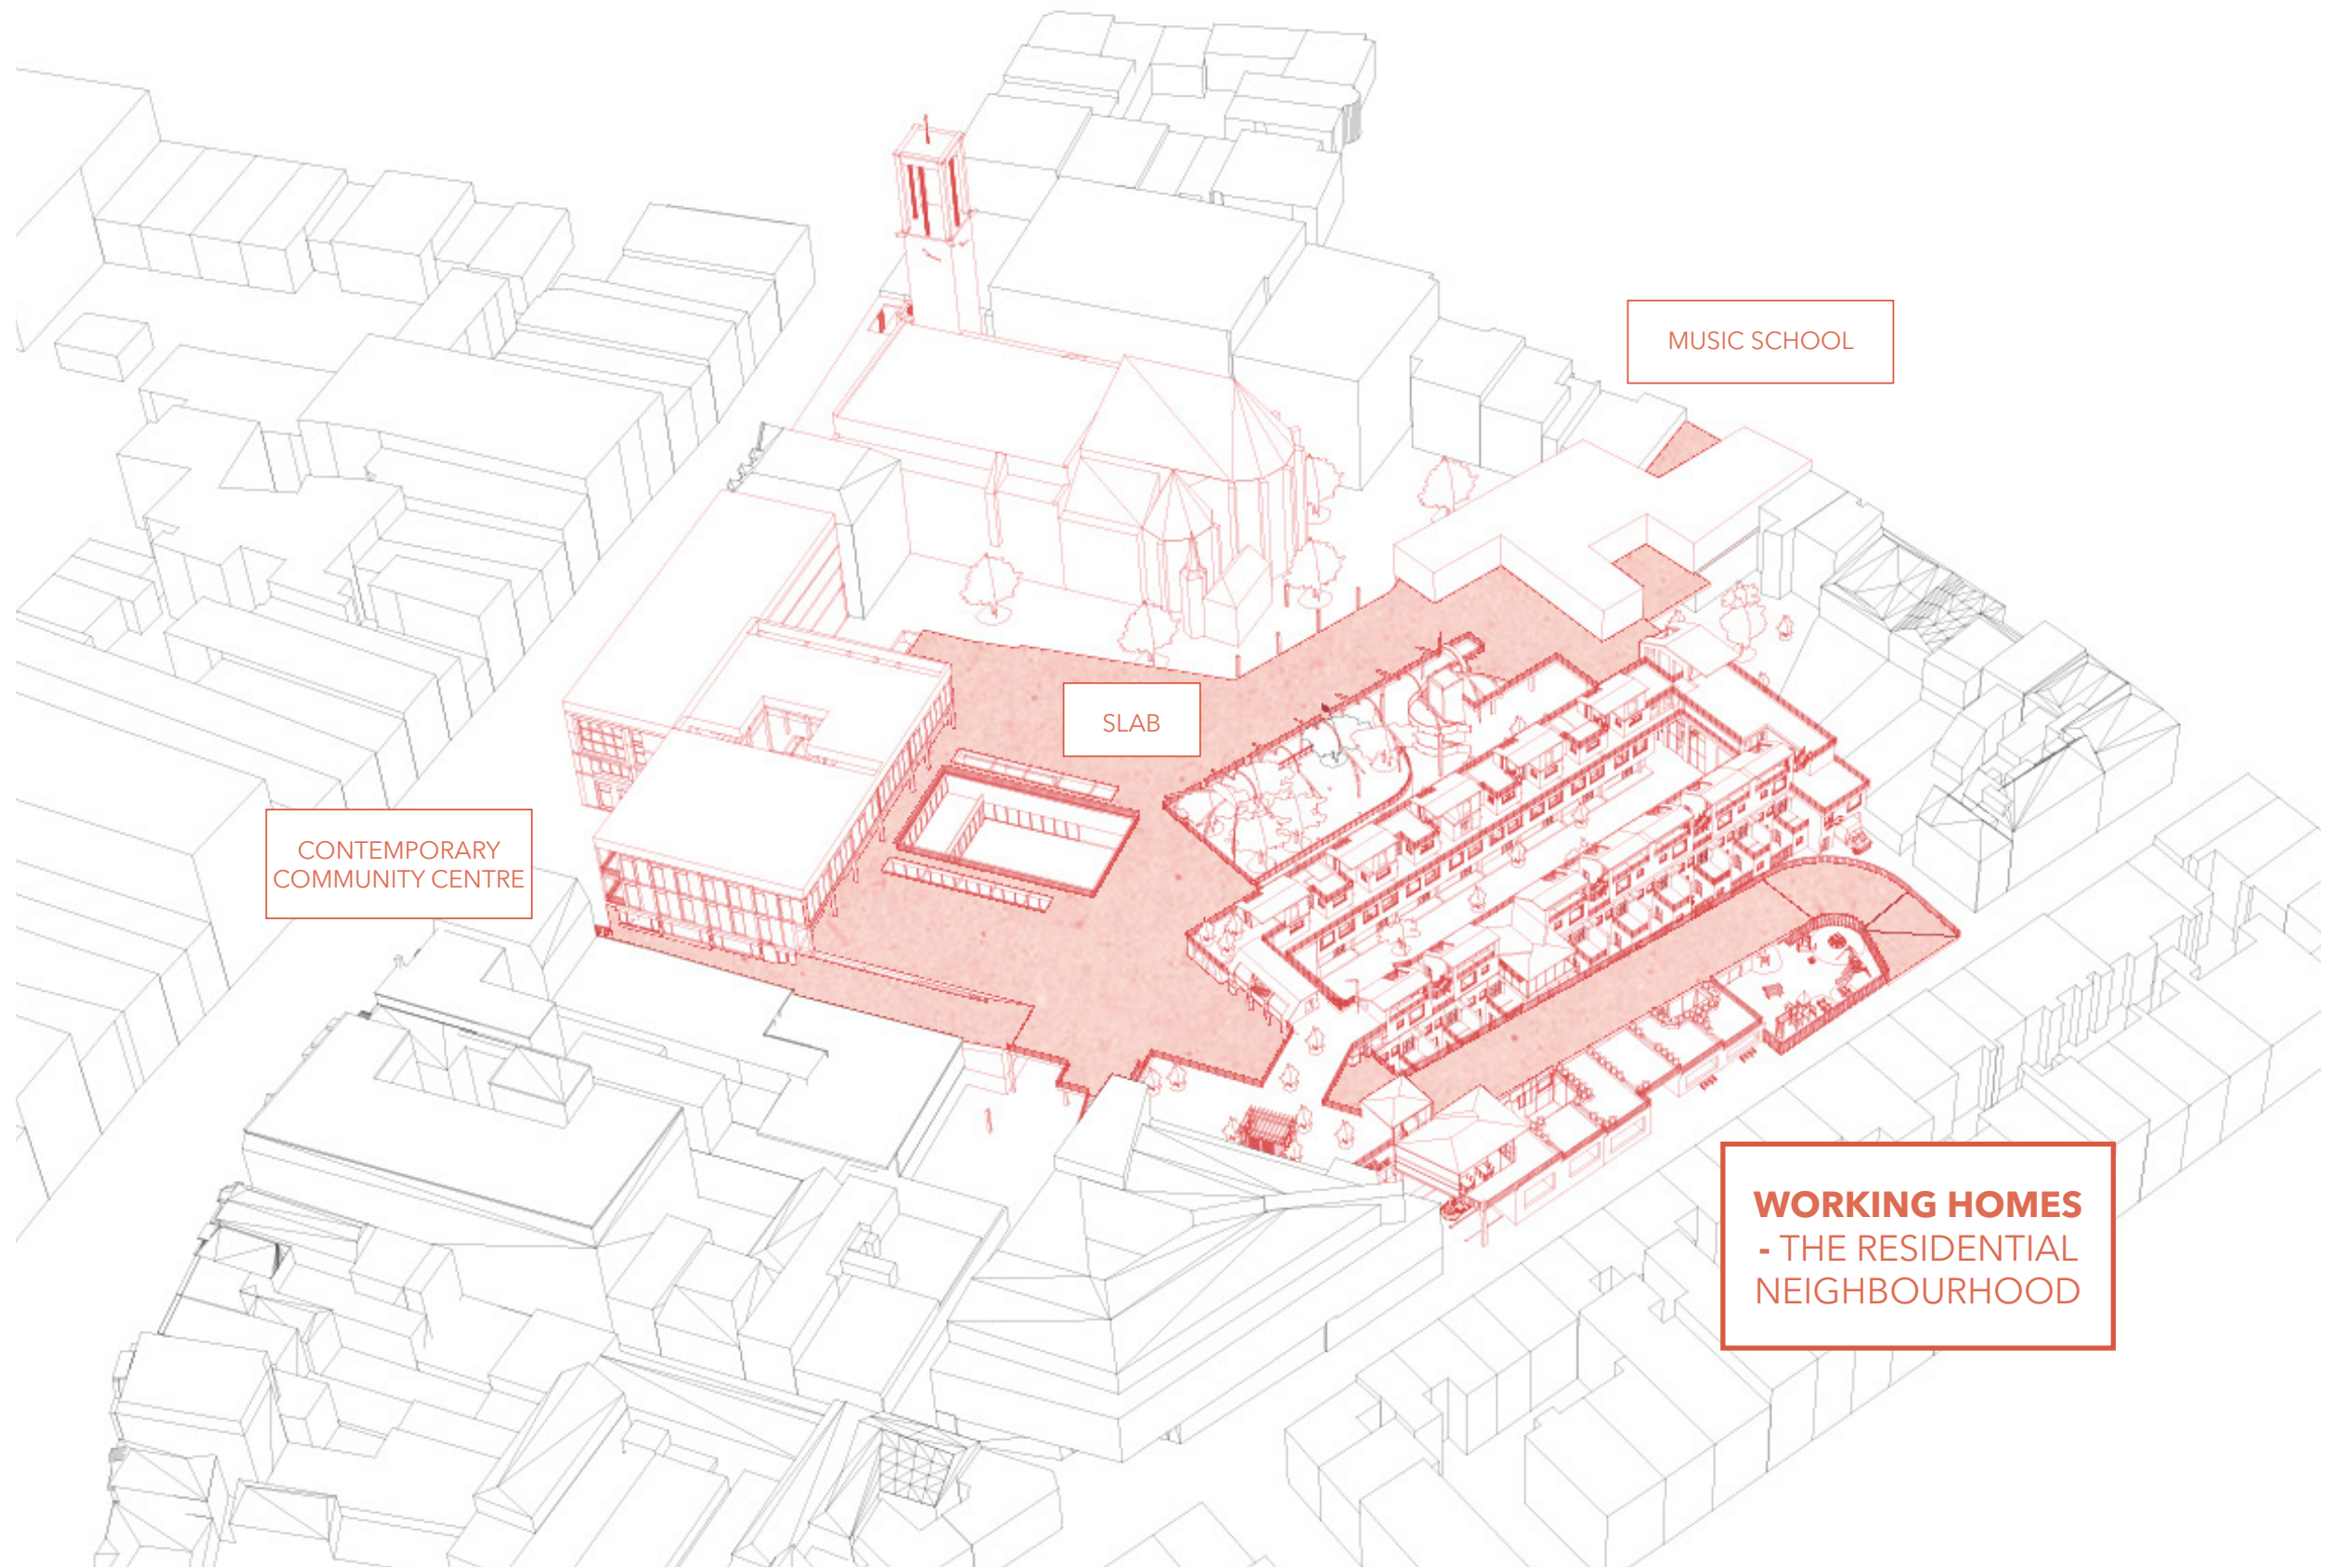 MUSIC SCHOOL
SLAB
CONTEMPORARY
COMMUNITY CENTRE
WORKING HOMES
- THE RESIDENTIAL
NEIGHBOURHOOD